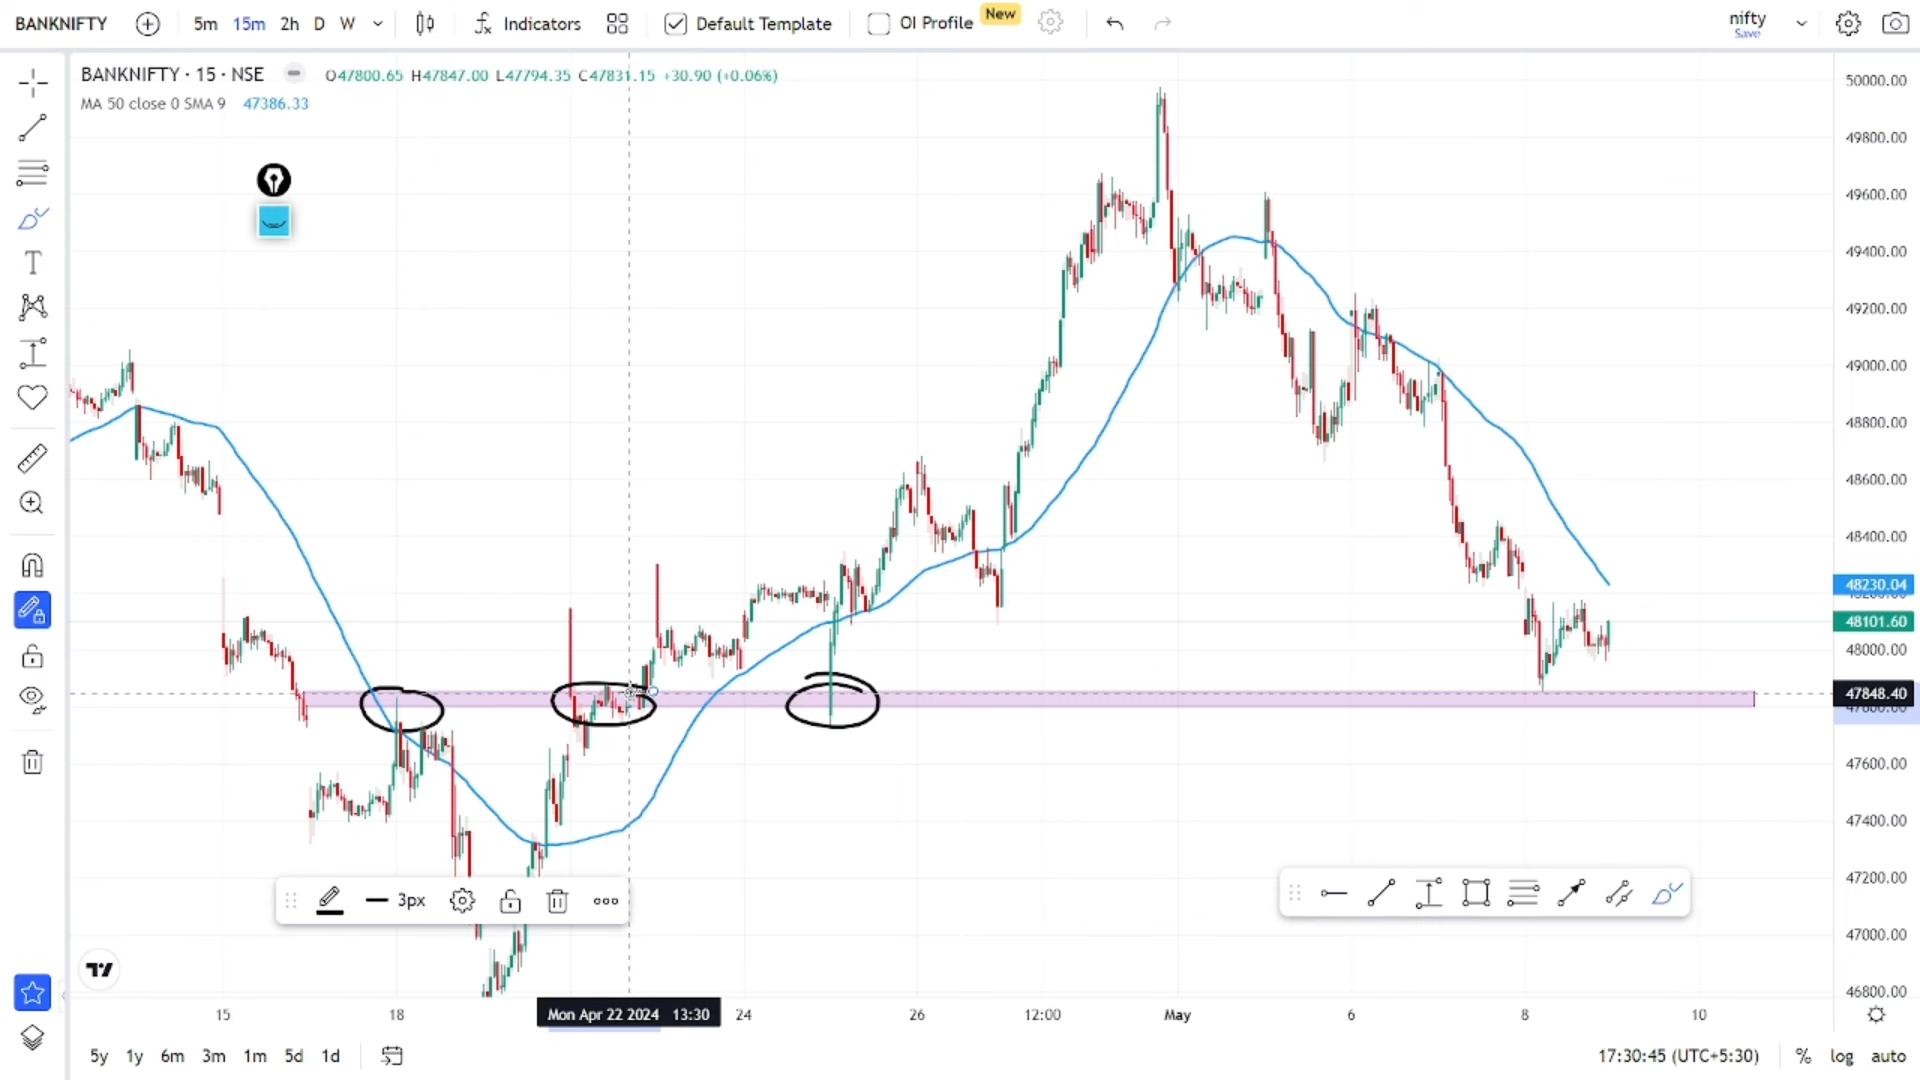 BANKNIFTY 5m 15m 2h D W Indicators Default Template OI Profile New nifty
Save
BANKNIFTY · 15 · NSE O47800.65 H47847.00 L47794.35 C47831.15 +30.90 (+0.06%)
MA 50 close 0 SMA 9 47386.33
50000.00
49800.00
49600.00
49400.00
49200.00
49000.00
48800.00
48600.00
48400.00
48230.04
48101.60
48000.00
47848.40
47600.00
47400.00
47200.00
47000.00
46800.00
3px
15 18 Mon Apr 22 2024 13:30 24 26 12:00 May 6 8 10
5y 1y 6m 3m 1m 5d 1d 17:30:45 (UTC+5:30) % log auto